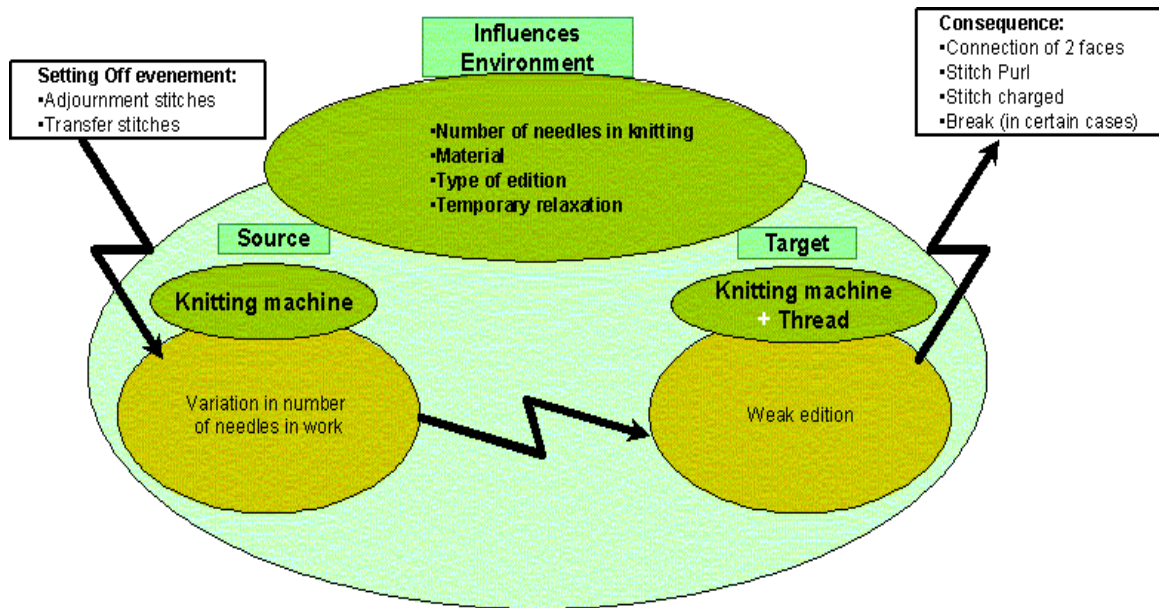 Influences
Environment
Setting Off evenement:
▪Adjournment stitches
▪Transfer stitches
Consequence:
▪Connection of 2 faces
▪Stitch Purl
▪Stitch charged
▪Break (in certain cases)
▪Number of needles in knitting
▪Material
▪Type of edition
▪Temporary relaxation
Source
Knitting machine
Variation in number
of needles in work
Target
Knitting machine
+ Thread
Weak edition